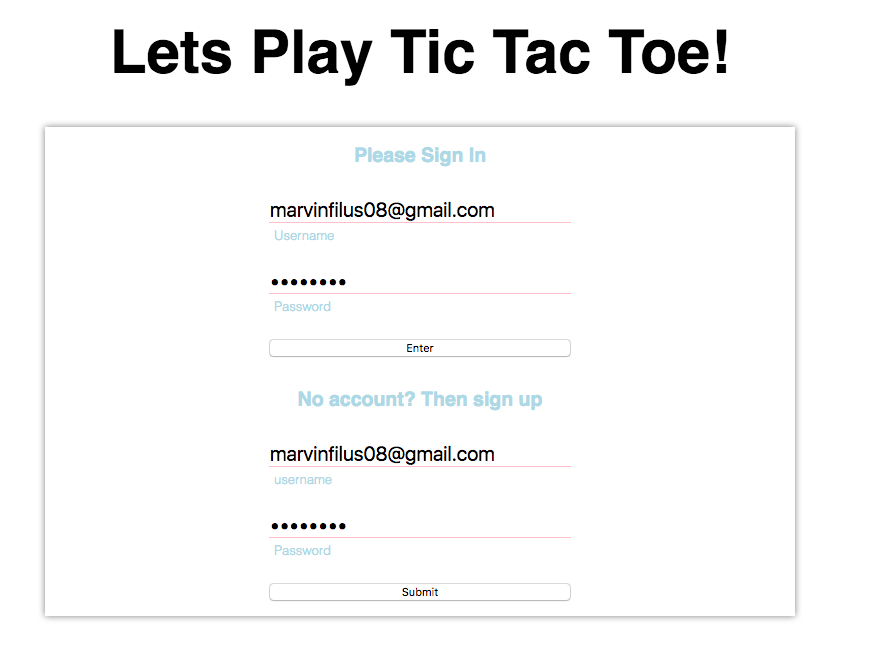 Lets Play Tic Tac Toe!
Please Sign In
marvinfilus08@gmail.com
Username
••••••••
Password
Enter
No account? Then sign up
marvinfilus08@gmail.com
username
••••••••
Password
Submit